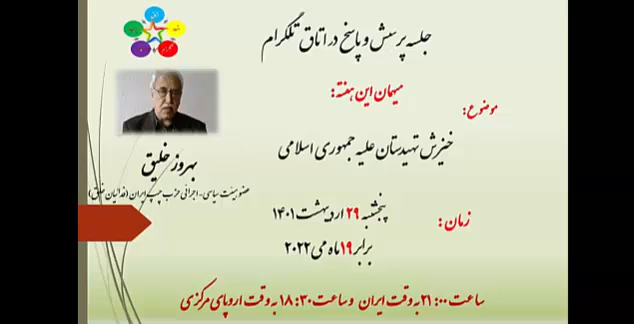 جلسه پرسش و پاسخ در اتاق تلگرام
میهمان این هفته:
موضوع:
خیزش تهیدستان علیه جمهوری اسلامی
بهروز خلیق
عضو هیئت سیاسی-اجرائی حزب چپ ایران (فدائیان خلق)
زمان:
پنجشنبه ۲۹ اردیبهشت ۱۴۰۱
برابر ۱۹ ماه می ۲۰۲۲
ساعت ۲۱:۰۰ به وقت ایران و ساعت ۱۸:۳۰ به وقت اروپای مرکزی